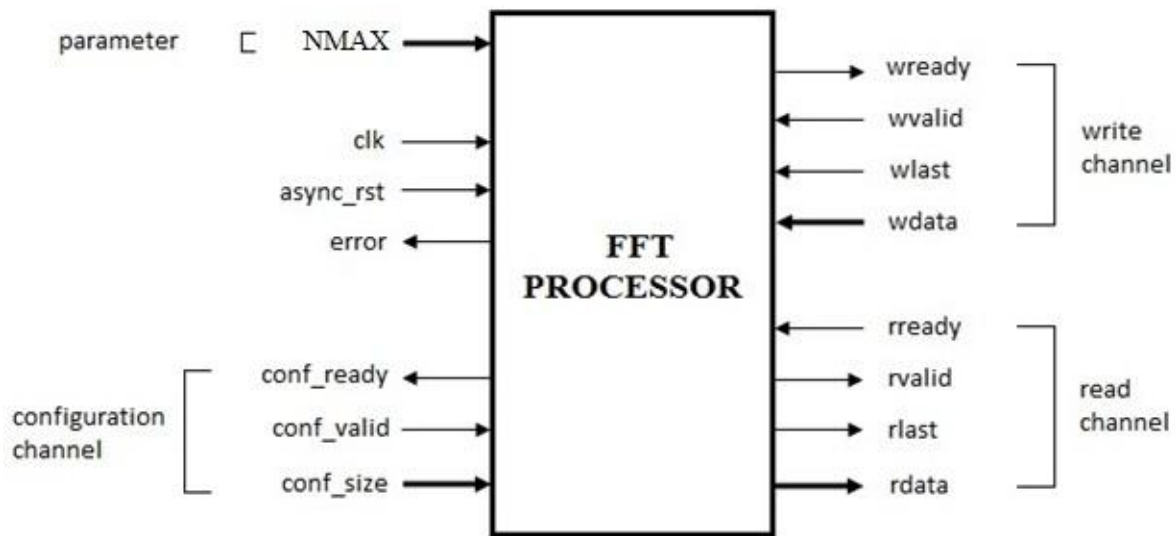 parameter
NMAX
clk
async_rst
error
configuration
channel
conf_ready
conf_valid
conf_size
FFT
PROCESSOR
wready
wvalid
wlast
wdata
write
channel
rready
rvalid
rlast
rdata
read
channel